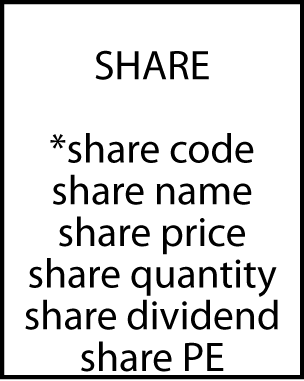 SHARE
*share code
share name
share price
share quantity
share dividend
share PE